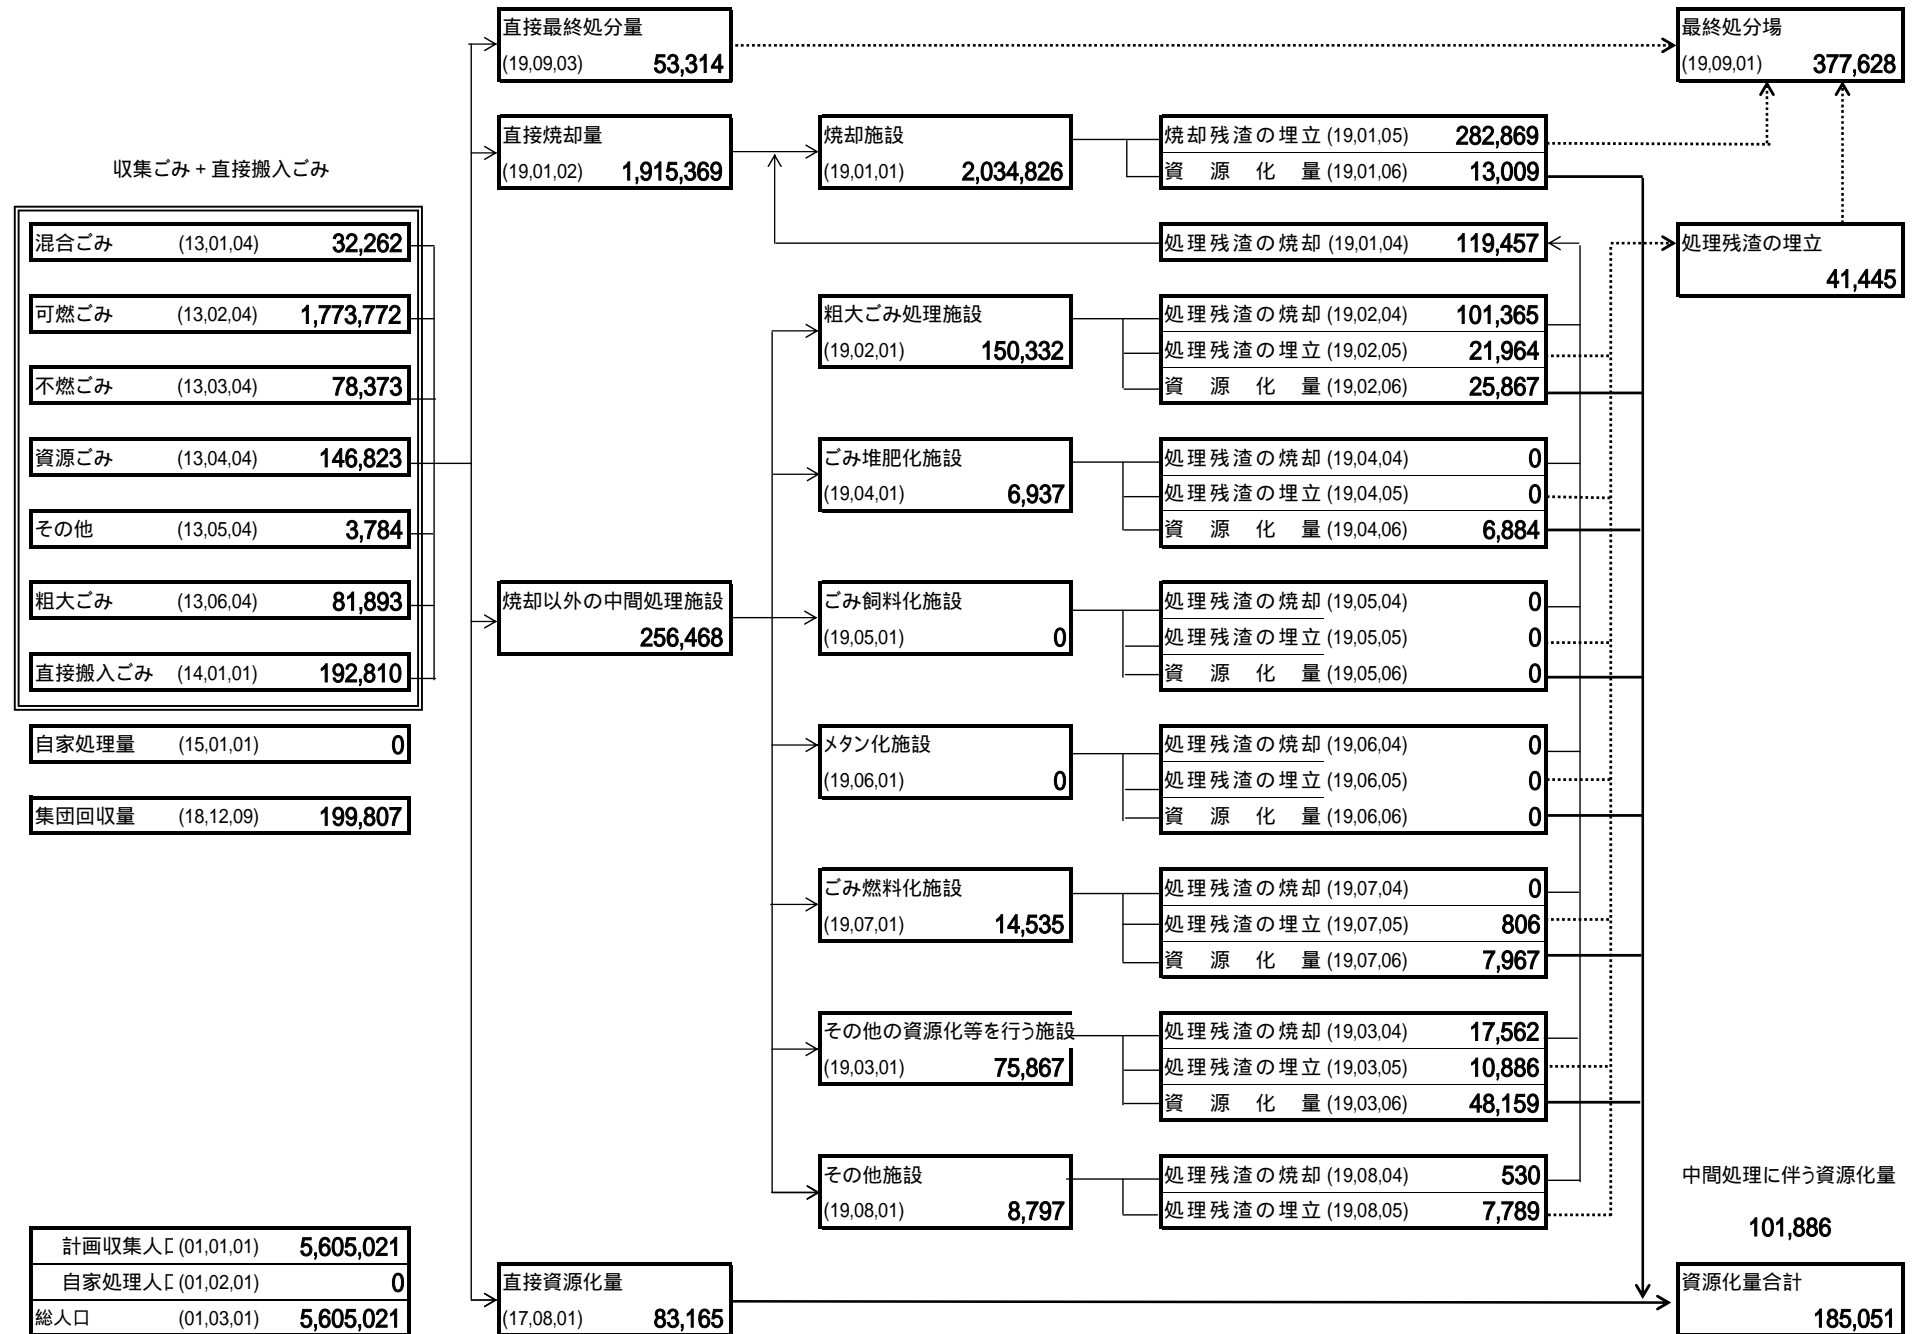 直接最終処分量
(19,09,03) 53,314
最終処分場
(19,09,01) 377,628
直接焼却量
(19,01,02) 1,915,369
焼却施設
(19,01,01) 2,034,826
焼却残渣の埋立 (19,01,05) 282,869
資源化量 (19,01,06) 13,009
収集ごみ + 直接搬入ごみ
混合ごみ (13,01,04) 32,262
可燃ごみ (13,02,04) 1,773,772
不燃ごみ (13,03,04) 78,373
資源ごみ (13,04,04) 146,823
その他 (13,05,04) 3,784
粗大ごみ (13,06,04) 81,893
直接搬入ごみ (14,01,01) 192,810
自家処理量 (15,01,01) 0
集団回収量 (18,12,09) 199,807
処理残渣の焼却 (19,01,04) 119,457
処理残渣の埋立
41,445
粗大ごみ処理施設
(19,02,01) 150,332
処理残渣の焼却 (19,02,04) 101,365
処理残渣の埋立 (19,02,05) 21,964
資源化量 (19,02,06) 25,867
ごみ堆肥化施設
(19,04,01) 6,937
処理残渣の焼却 (19,04,04) 0
処理残渣の埋立 (19,04,05) 0
資源化量 (19,04,06) 6,884
焼却以外の中間処理施設
256,468
ごみ飼料化施設
(19,05,01) 0
処理残渣の焼却 (19,05,04) 0
処理残渣の埋立 (19,05,05) 0
資源化量 (19,05,06) 0
メタン化施設
(19,06,01) 0
処理残渣の焼却 (19,06,04) 0
処理残渣の埋立 (19,06,05) 0
資源化量 (19,06,06) 0
ごみ燃料化施設
(19,07,01) 14,535
処理残渣の焼却 (19,07,04) 0
処理残渣の埋立 (19,07,05) 806
資源化量 (19,07,06) 7,967
その他の資源化等を行う施設
(19,03,01) 75,867
処理残渣の焼却 (19,03,04) 17,562
処理残渣の埋立 (19,03,05) 10,886
資源化量 (19,03,06) 48,159
その他施設
(19,08,01) 8,797
処理残渣の焼却 (19,08,04) 530
処理残渣の埋立 (19,08,05) 7,789
中間処理に伴う資源化量
101,886
計画収集人口 (01,01,01) 5,605,021
自家処理人口 (01,02,01) 0
総人口 (01,03,01) 5,605,021
直接資源化量
(17,08,01) 83,165
資源化量合計
185,051